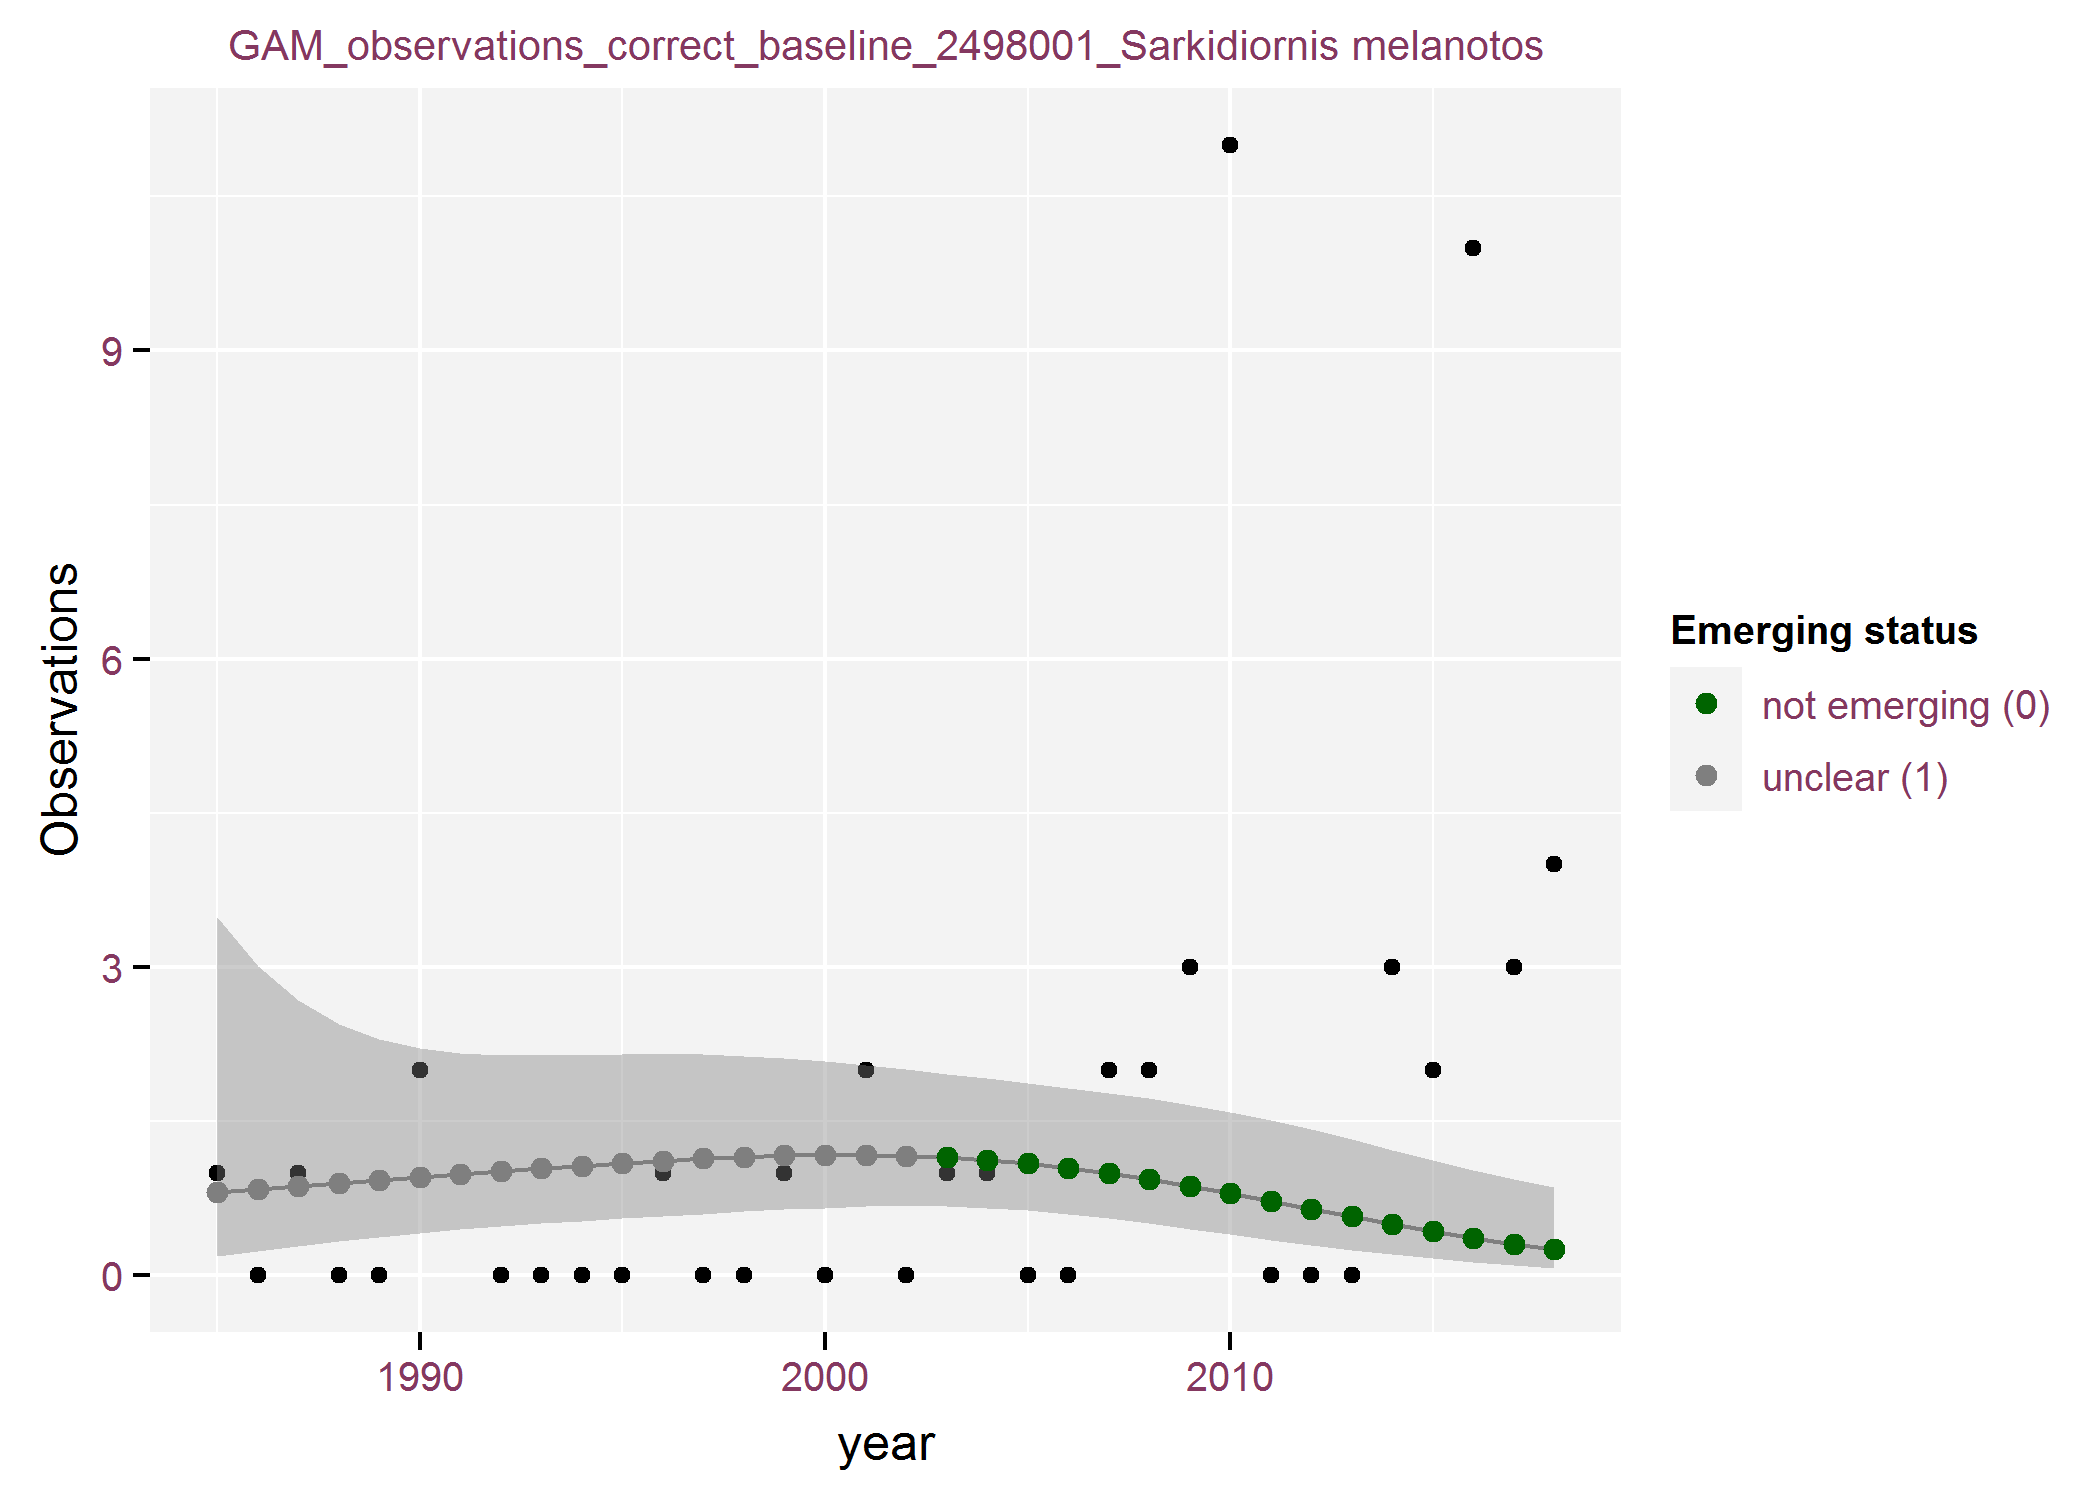 GAM_observations_correct_baseline_2498001_Sarkidiornis melanotos
Observations
9
6
3
0
1990
2000
2010
year
Emerging status
not emerging (0)
unclear (1)